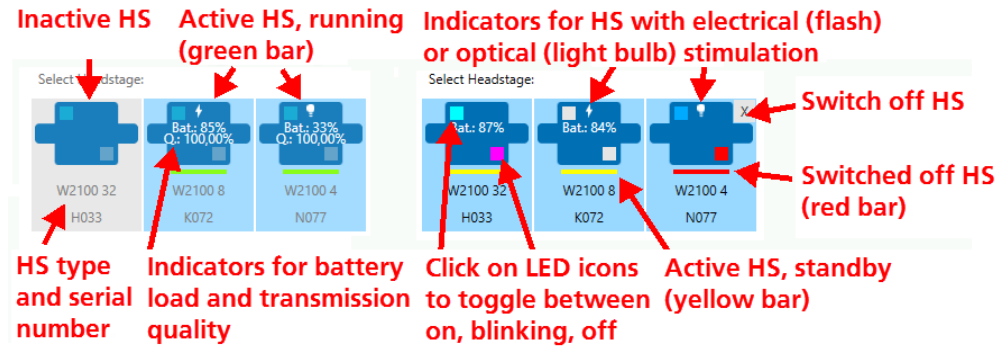 Inactive HS
Active HS, running
(green bar)
Indicators for HS with electrical (flash)
or optical (light bulb) stimulation
Select Headstage:
Bat.: 85%
Q.: 100,00%
Bat.: 33%
Q.: 100,00%
W2100 32
W2100 8
W2100 4
H033
K072
N077
Select Headstage:
X
Switch off HS
Bat.: 87%
Bat.: 84%
W2100 32
W2100 8
W2100 4
H033
K072
N077
Switched off HS
(red bar)
HS type
and serial
number
Indicators for battery
load and transmission
quality
Click on LED icons
to toggle between
on, blinking, off
Active HS, standby
(yellow bar)